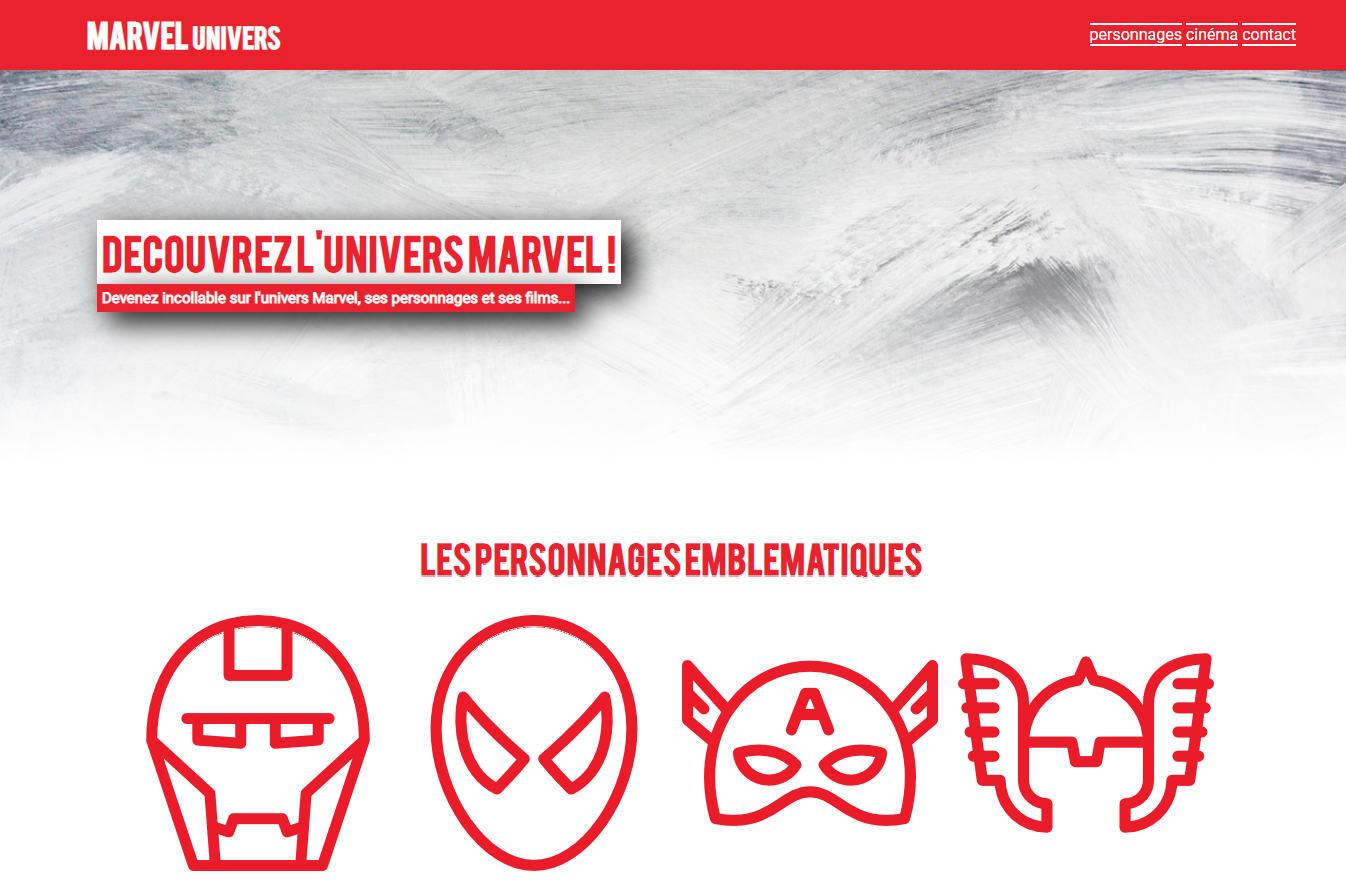 MARVEL UNIVERS
personnages cinéma contact
DECOUVREZ L'UNIVERS MARVEL !
Devenez incollable sur l'univers Marvel, ses personnages et ses films...
LES PERSONNAGES EMBLEMATIQUES
A